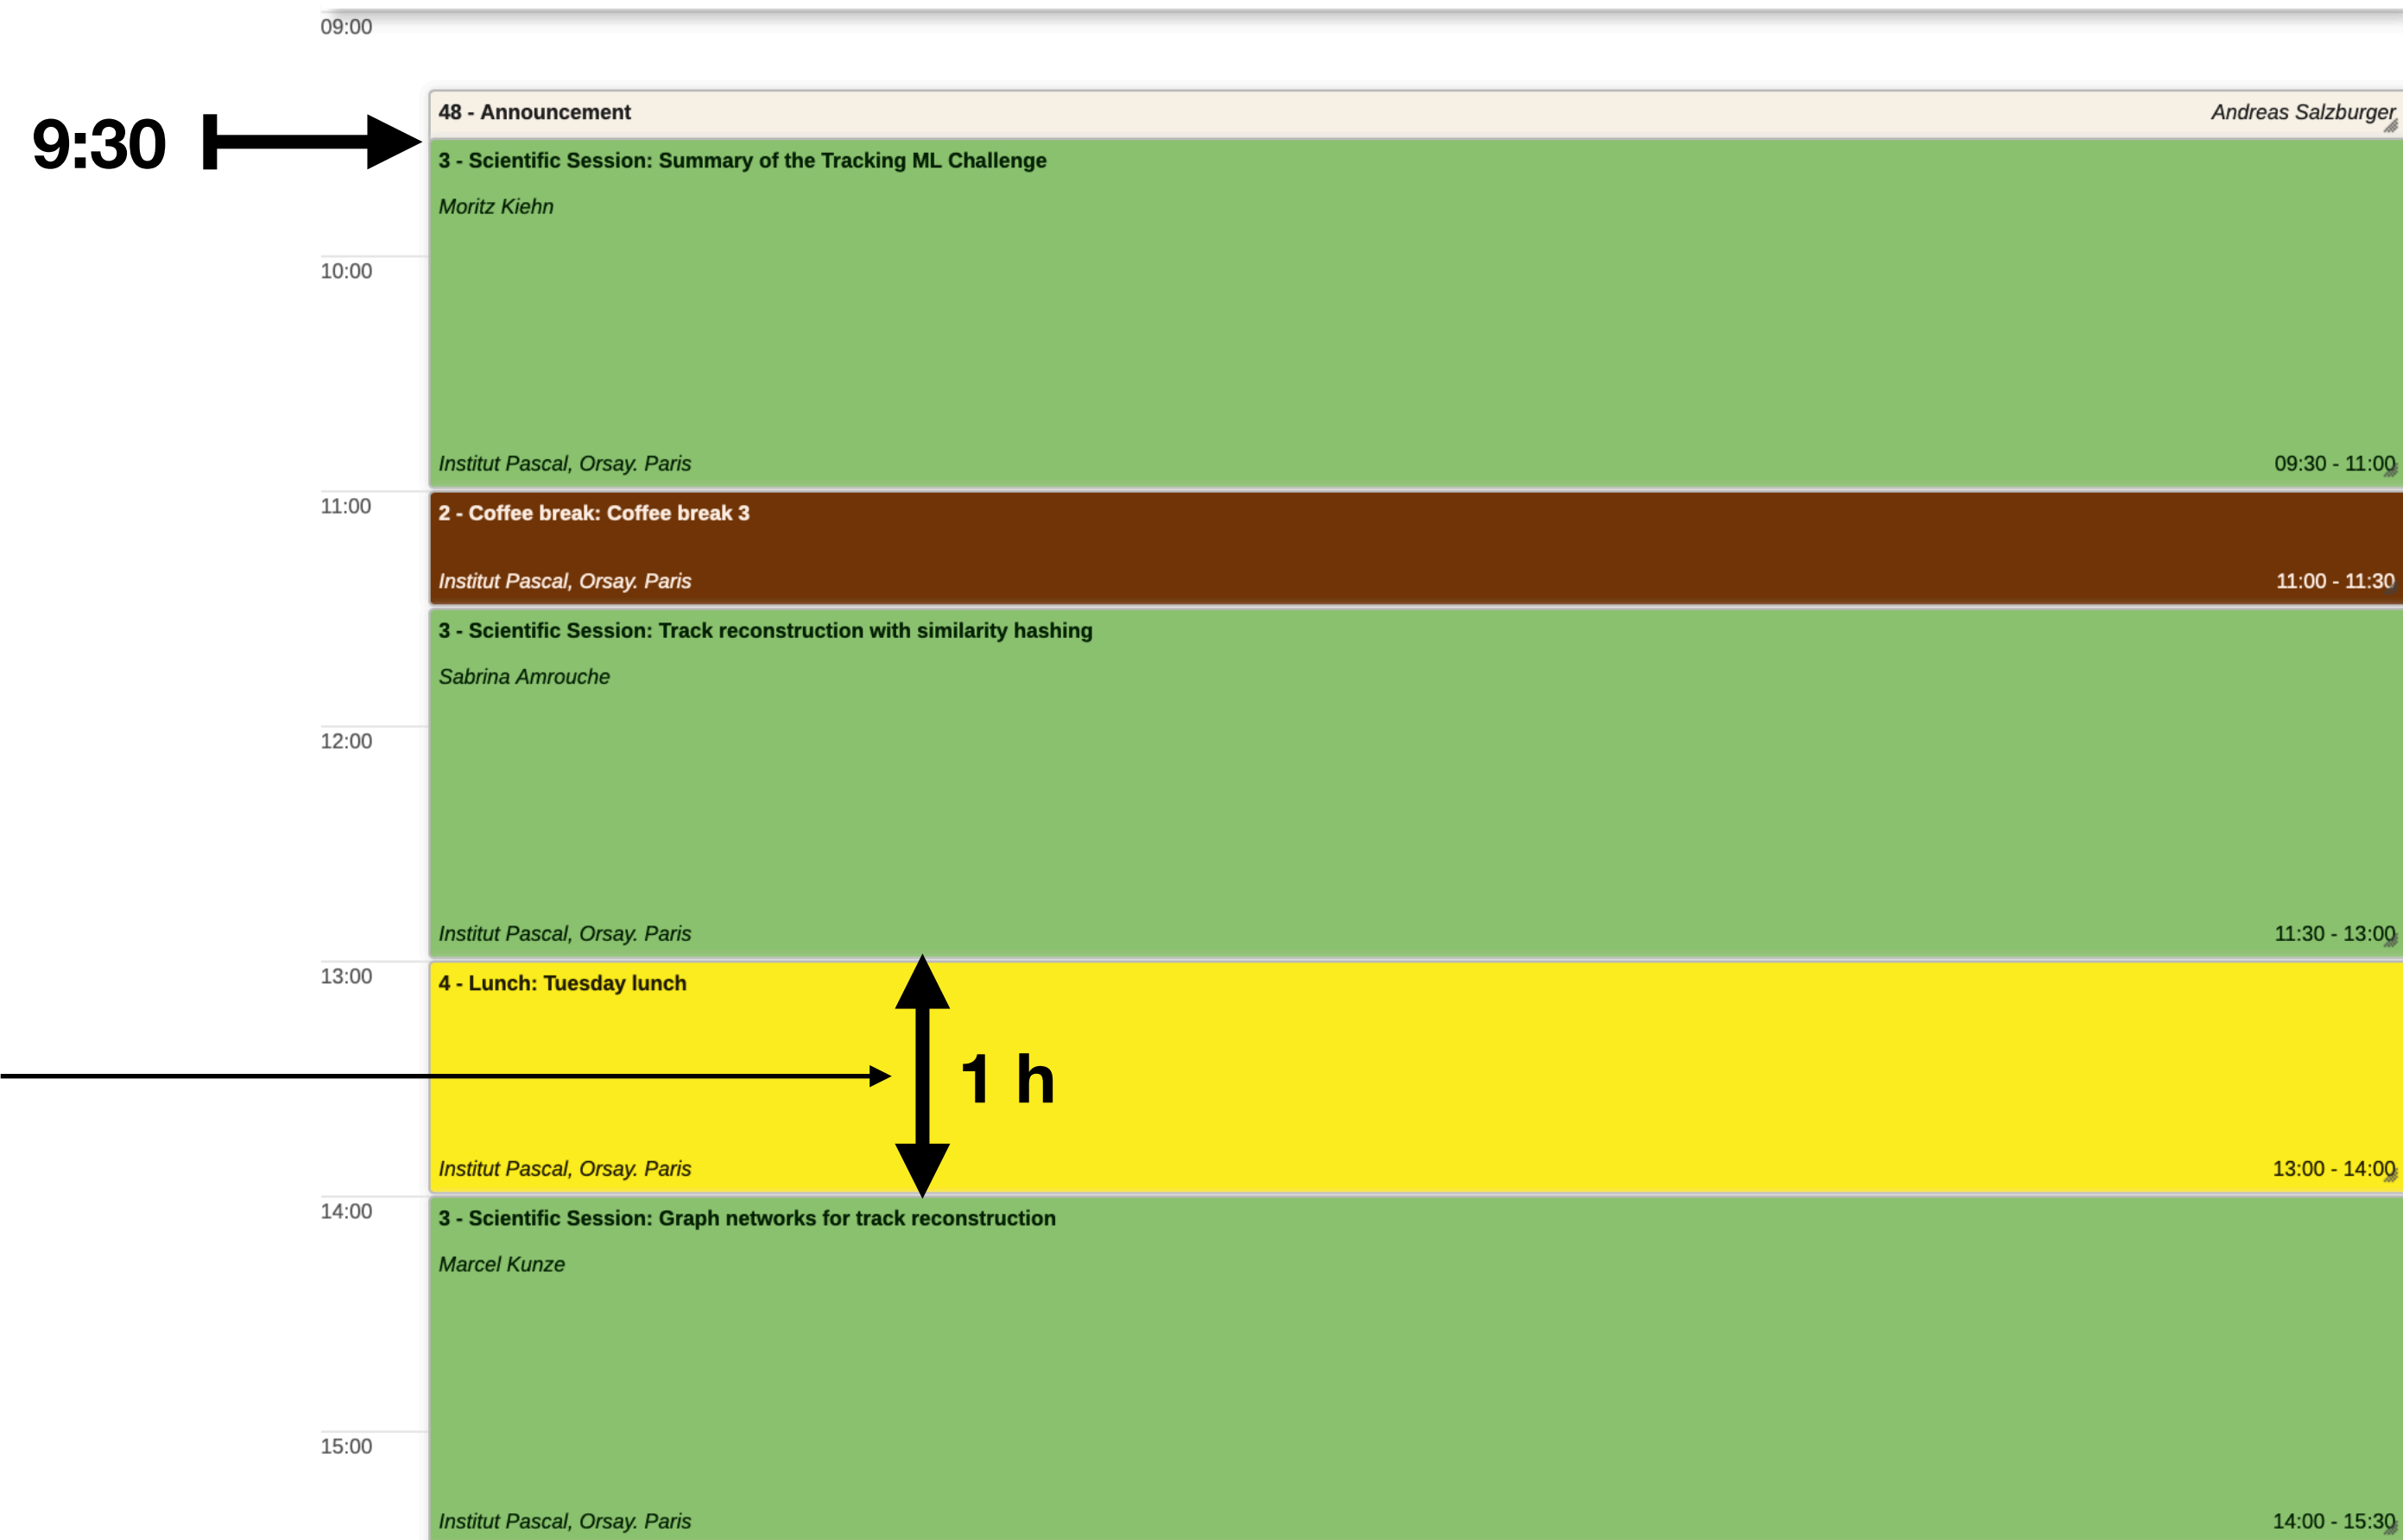 09:00
48 - Announcement Andreas Salzburger
9:30
3 - Scientific Session: Summary of the Tracking ML Challenge
Moritz Kiehn
10:00
Institut Pascal, Orsay. Paris 09:30 - 11:00
11:00
2 - Coffee break: Coffee break 3
Institut Pascal, Orsay. Paris 11:00 - 11:30
3 - Scientific Session: Track reconstruction with similarity hashing
Sabrina Amrouche
12:00
Institut Pascal, Orsay. Paris 11:30 - 13:00
13:00
4 - Lunch: Tuesday lunch
1 h
Institut Pascal, Orsay. Paris 13:00 - 14:00
14:00
3 - Scientific Session: Graph networks for track reconstruction
Marcel Kunze
15:00
Institut Pascal, Orsay. Paris 14:00 - 15:30